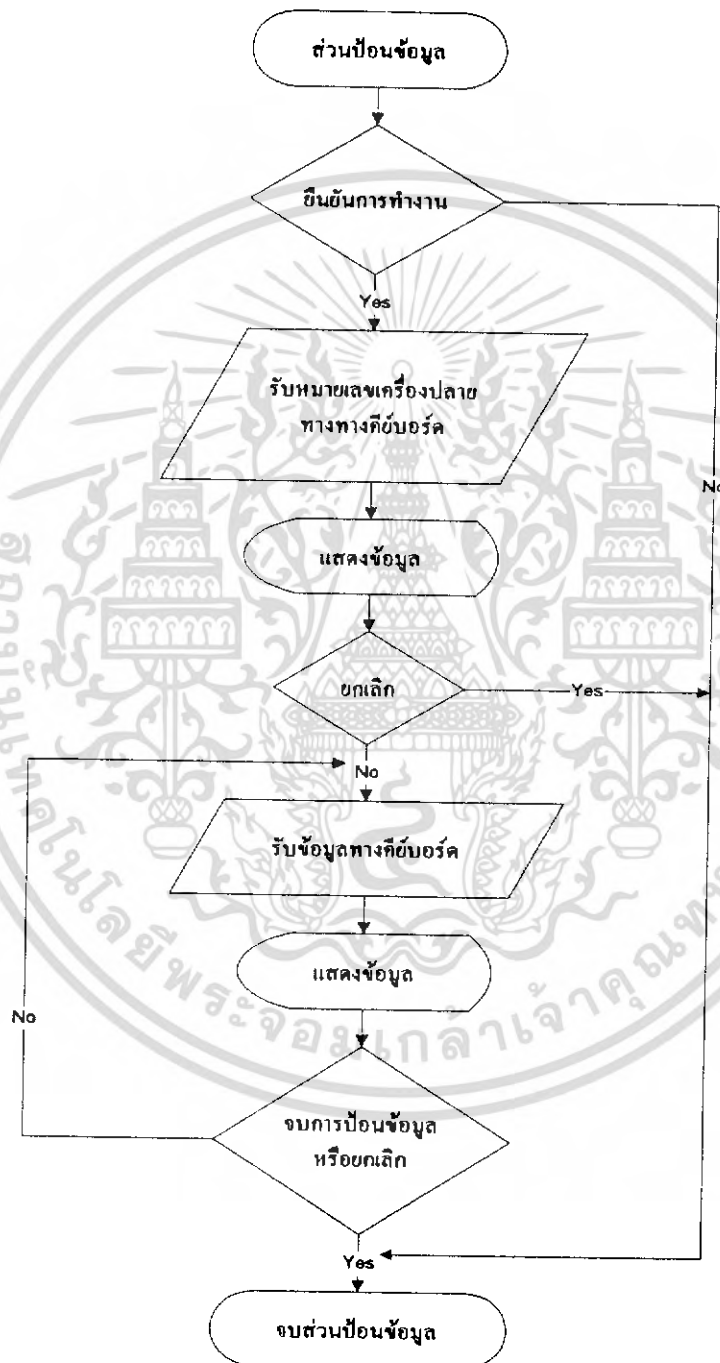 ส่วนป้อนข้อมูล
ยืนยันการทำงาน
Yes
รับหมายเลขเครื่องปลาย
ทางทางคีย์บอร์ด
No
แสดงข้อมูล
ยกเลิก
Yes
No
รับข้อมูลทางคีย์บอร์ด
แสดงข้อมูล
No
จบการป้อนข้อมูล
หรือยกเลิก
Yes
จบส่วนป้อนข้อมูล